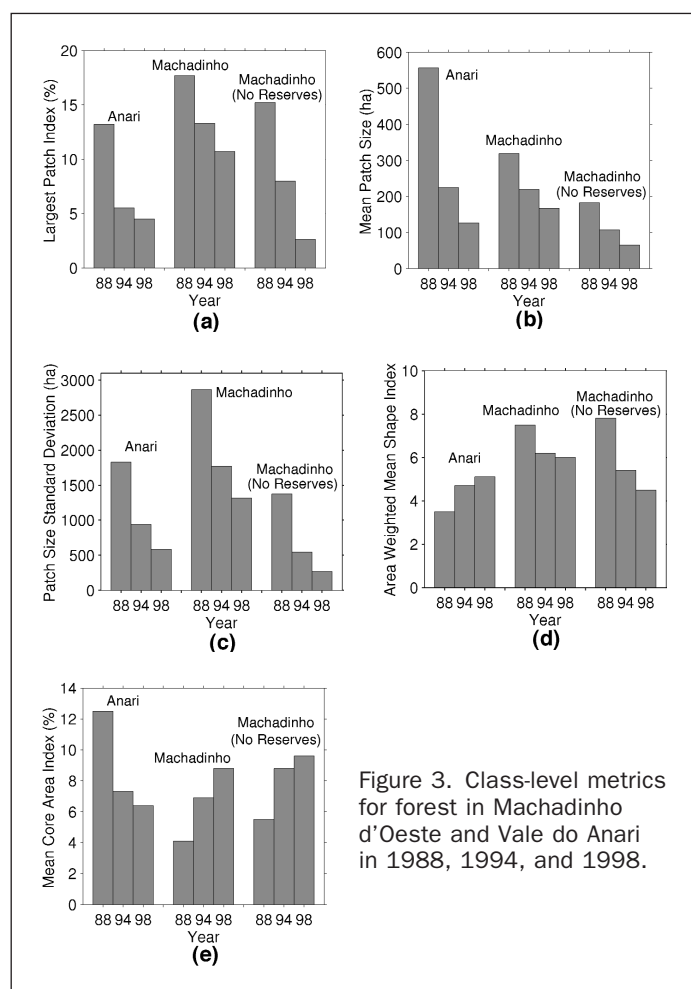 20
15
10
5
0
Largest Patch Index (%)
Anari
Machadinho
Machadinho
(No Reserves)
88 94 98 88 94 98 88 94 98
Year
(a)
600
500
400
300
200
100
0
Mean Patch Size (ha)
Anari
Machadinho
Machadinho
(No Reserves)
88 94 98 88 94 98 88 94 98
Year
(b)
3000
2500
2000
1500
1000
500
0
Patch Size Standard Deviation (ha)
Anari
Machadinho
Machadinho
(No Reserves)
88 94 98 88 94 98 88 94 98
Year
(c)
10
8
6
4
2
0
Area Weighted Mean Shape Index
Anari
Machadinho
Machadinho
(No Reserves)
88 94 98 88 94 98 88 94 98
Year
(d)
14
12
10
8
6
4
2
0
Mean Core Area Index (%)
Anari
Machadinho
Machadinho
(No Reserves)
88 94 98 88 94 98 88 94 98
Year
(e)
Figure 3. Class-level metrics
for forest in Machadinho
d'Oeste and Vale do Anari
in 1988, 1994, and 1998.